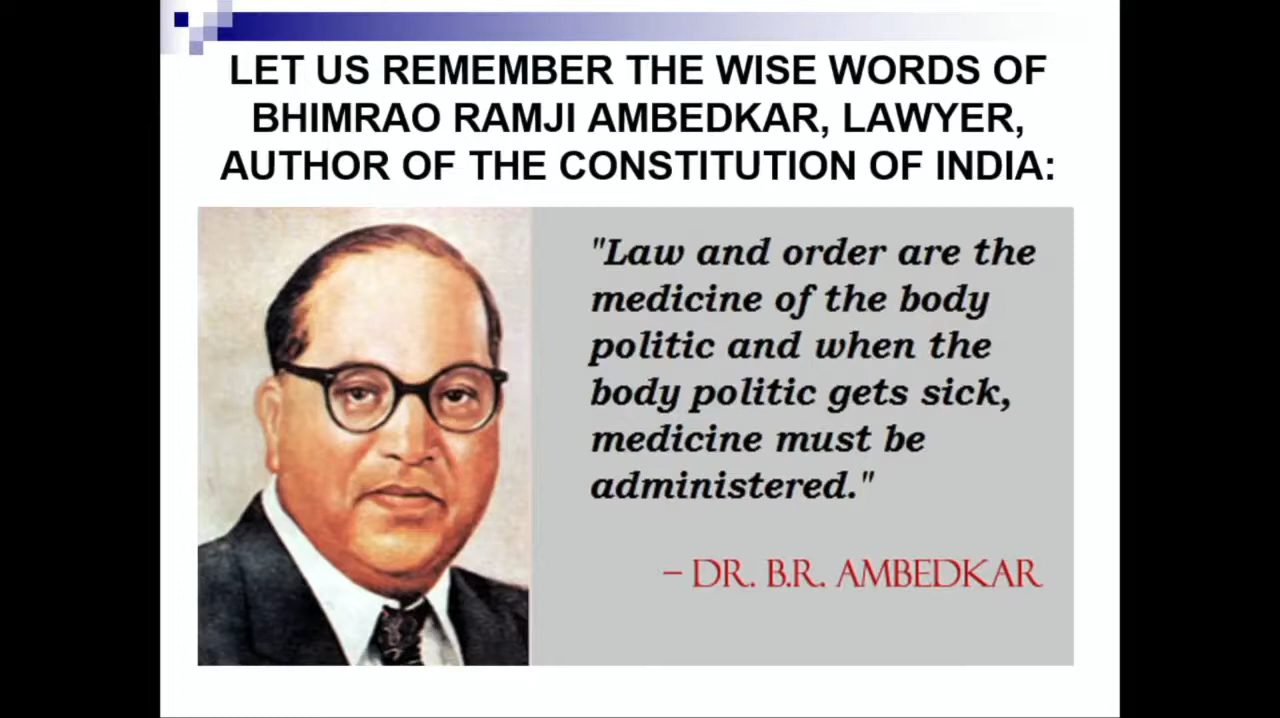 LET US REMEMBER THE WISE WORDS OF
BHIMRAO RAMJI AMBEDKAR, LAWYER,
AUTHOR OF THE CONSTITUTION OF INDIA:
"Law and order are the
medicine of the body
politic and when the
body politic gets sick,
medicine must be
administered."
– DR. B.R. AMBEDKAR